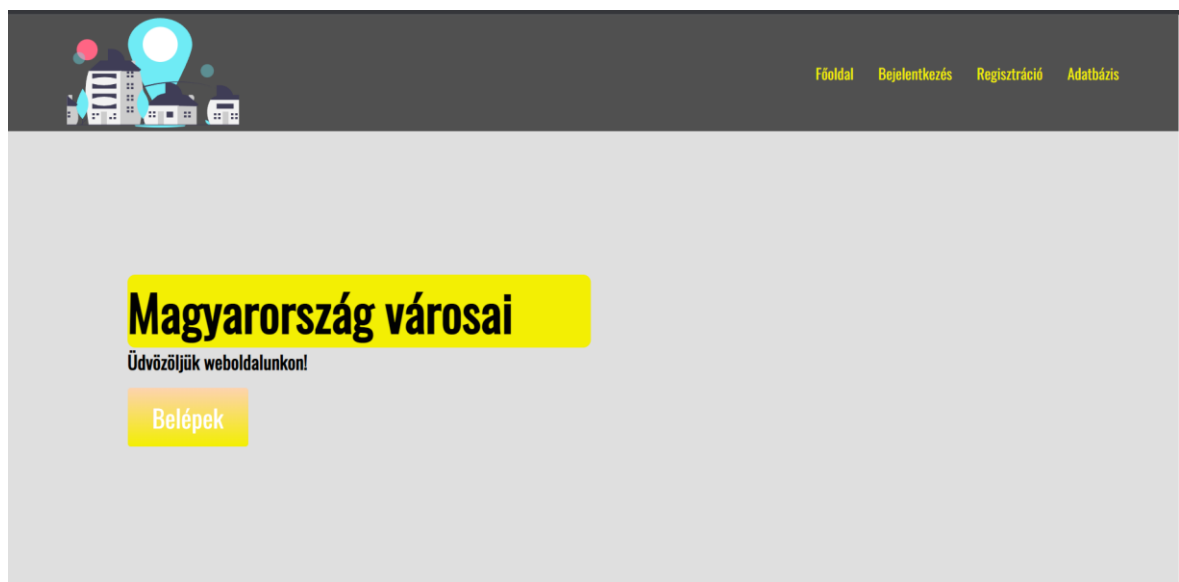 Főoldal Bejelentkezés Regisztráció Adatbázis
Magyarország városai
Üdvözöljük weboldalunkon!
Belépek